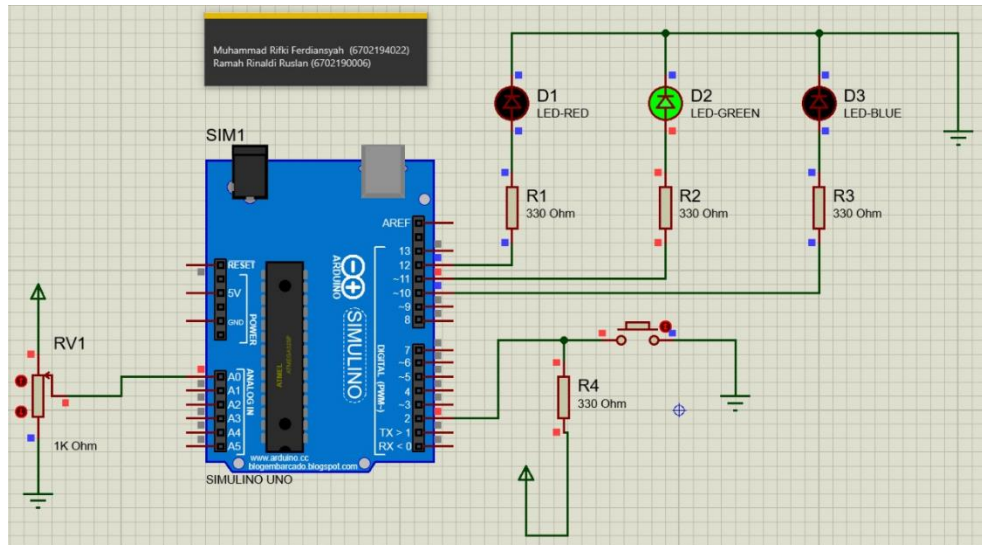 Muhammad Rifki Ferdiansyah (6702194022)
Ramah Rinaldi Ruslan (6702190006)
D1
LED-RED
D2
LED-GREEN
D3
LED-BLUE
SIM1
R1
330 Ohm
R2
330 Ohm
R3
330 Ohm
AREF
13
12
~11
~10
~9
8
RESET
5V
GND
POWER
ARDUINO
SIMULINO
ATMEL
DIGITAL (PWM~)
7
~6
~5
4
~3
2
TX > 1
RX < 0
RV1
1K Ohm
A0
A1
A2
A3
A4
A5
ANALOG IN
R4
330 Ohm
www.arduino.cc
blogembarcado.blogspot.com
SIMULINO UNO